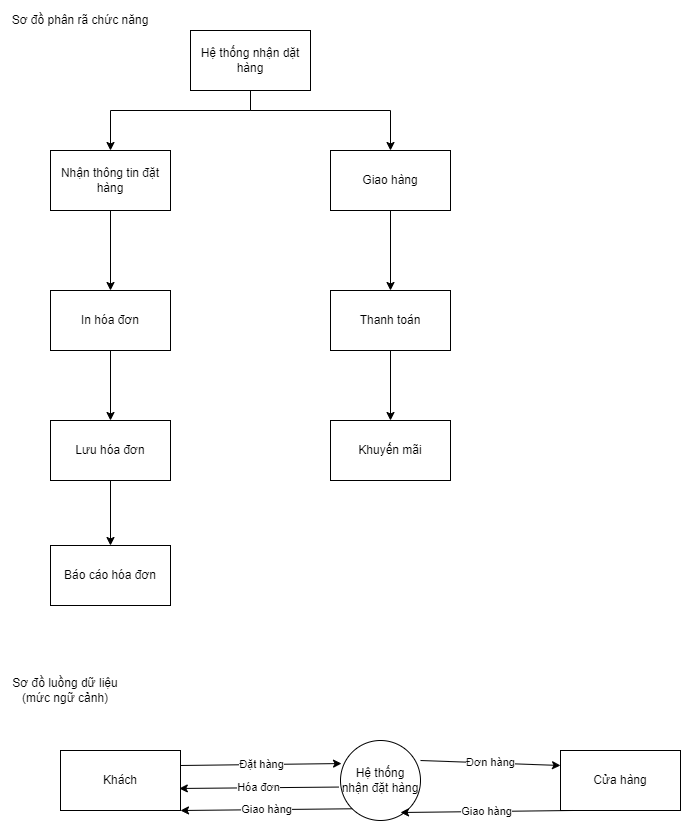 Sơ đồ phân rã chức năng
Hệ thống nhận dặt
hàng
Nhận thông tin đặt
hàng
Giao hàng
In hóa đơn
Thanh toán
Lưu hóa đơn
Khuyến mãi
Báo cáo hóa đơn
Sơ đồ luồng dữ liệu
(mức ngữ cảnh)
Khách
Đặt hàng
Hóa đơn
Giao hàng
Hệ thống
nhận đặt hàng
Đơn hàng
Giao hàng
Cửa hàng